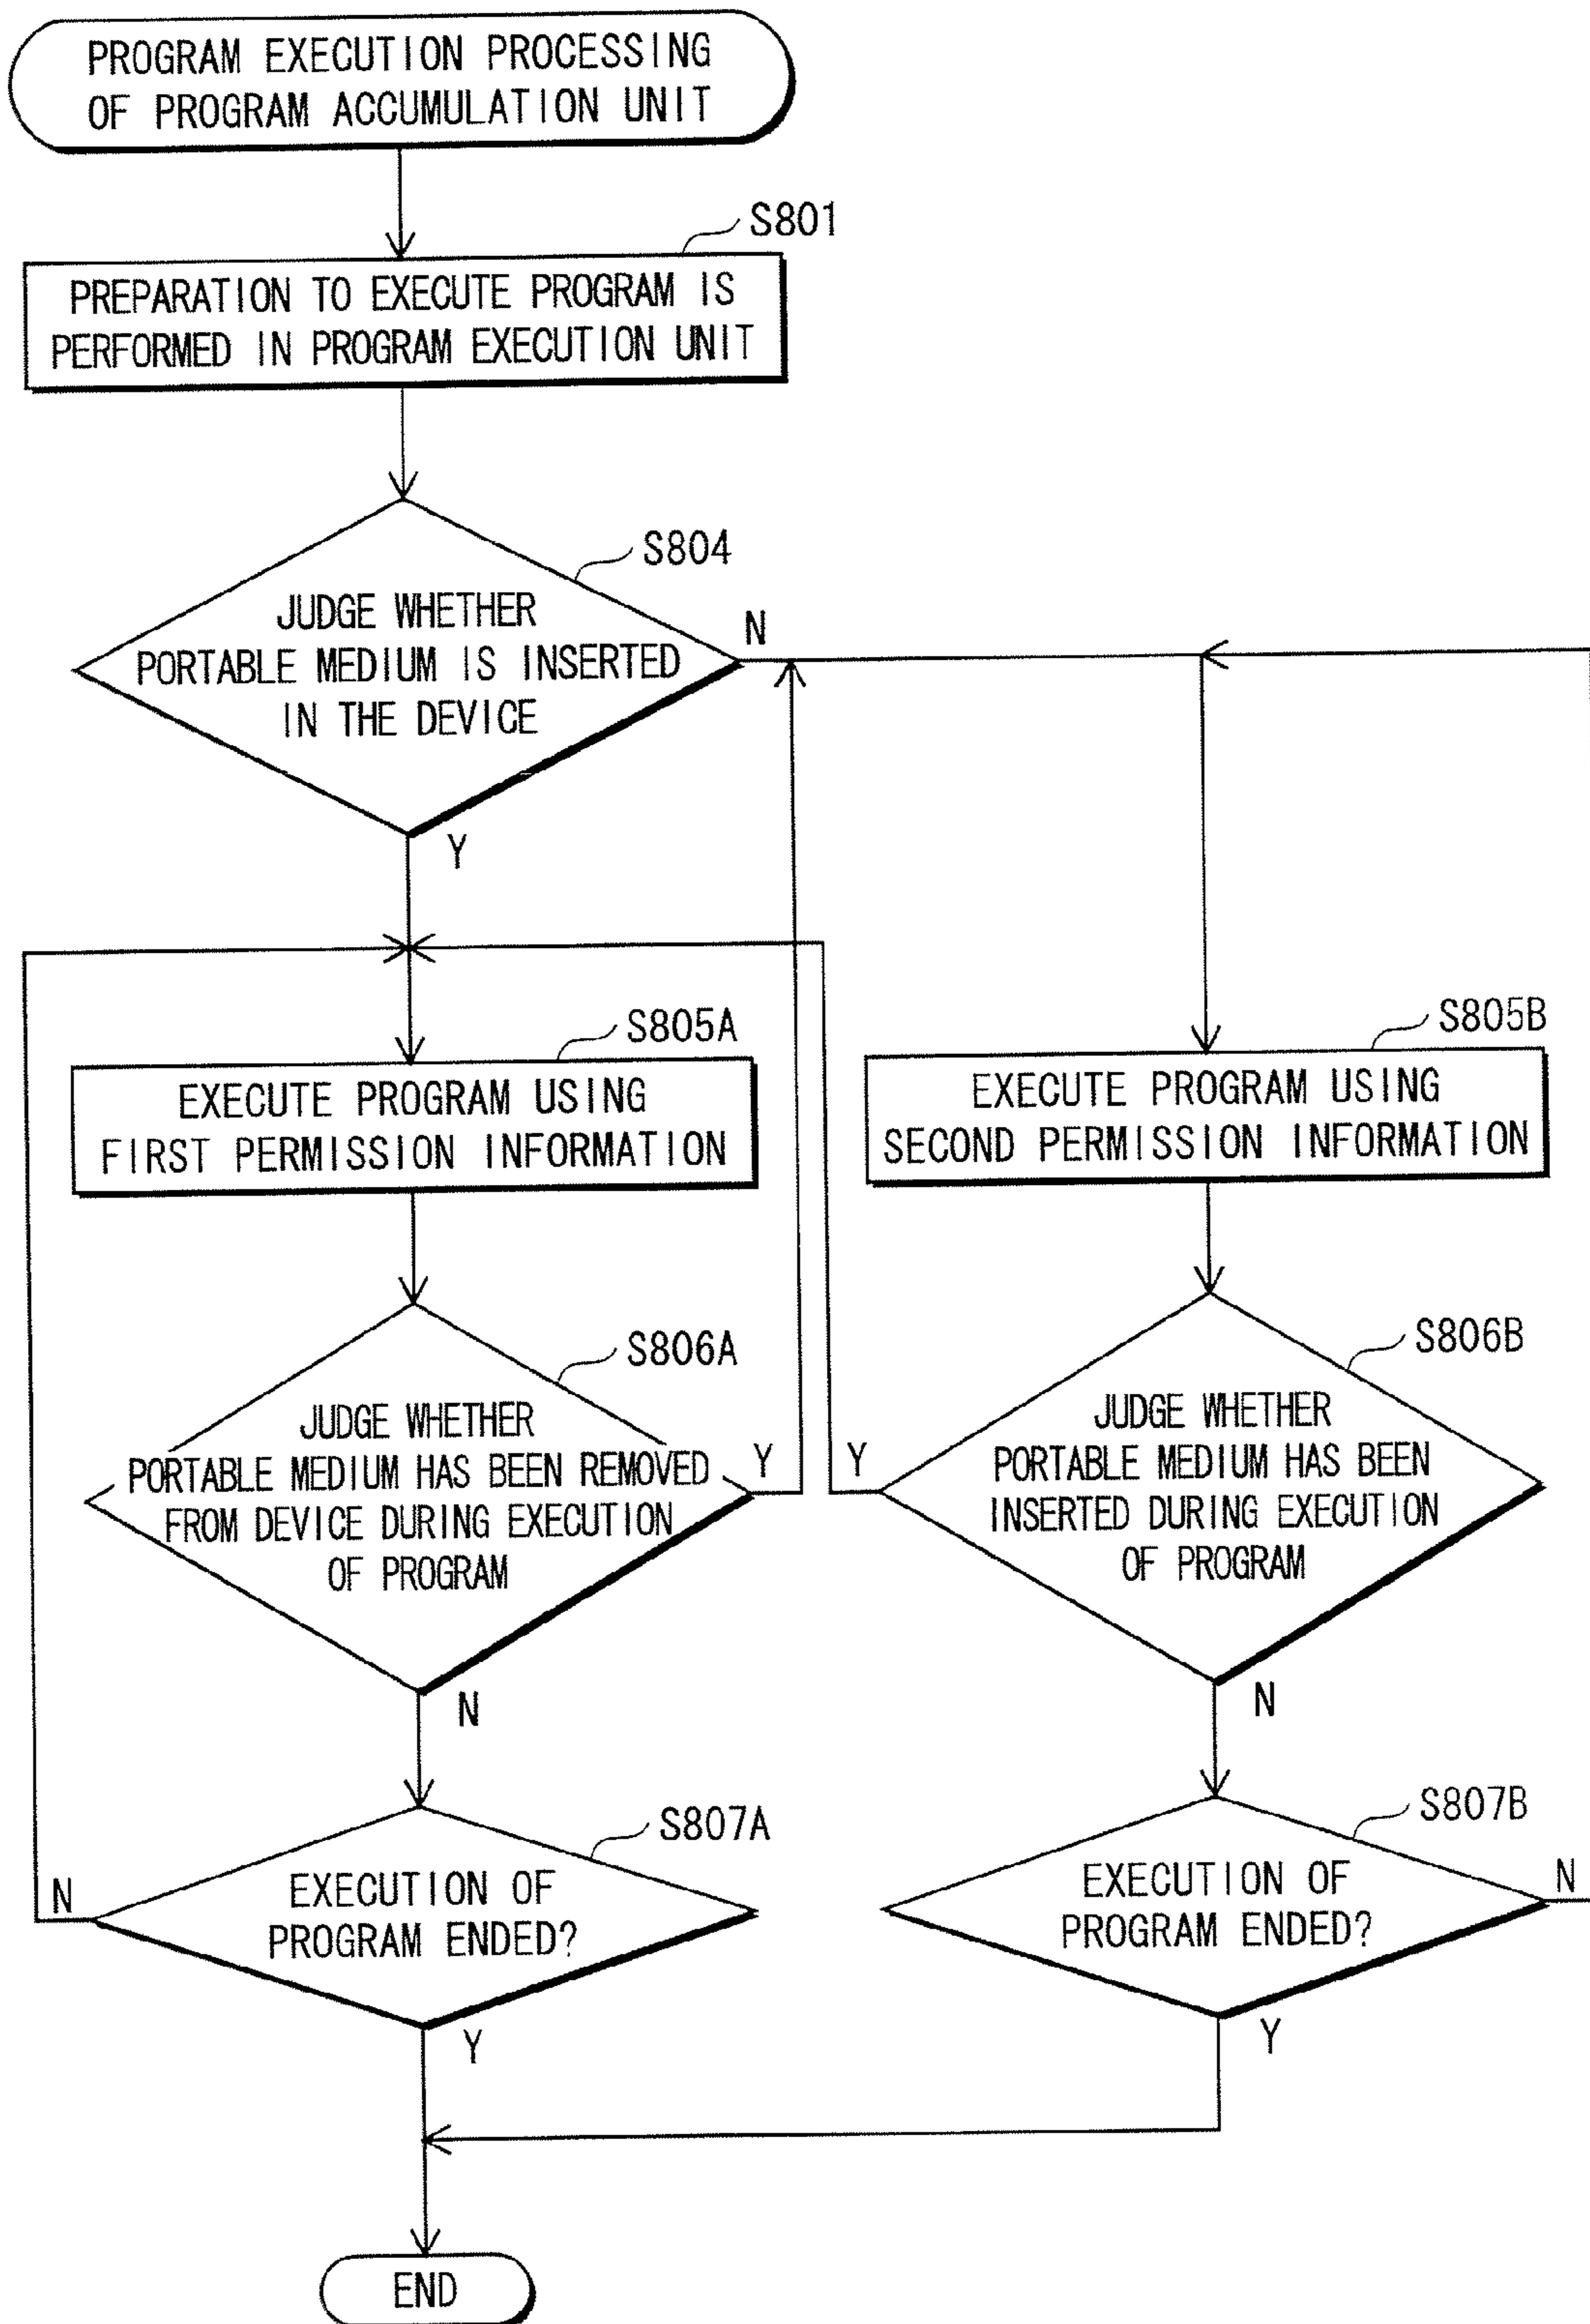 PROGRAM EXECUTION PROCESSING
OF PROGRAM ACCUMULATION UNIT
S801
PREPARATION TO EXECUTE PROGRAM IS
PERFORMED IN PROGRAM EXECUTION UNIT
S804
JUDGE WHETHER
PORTABLE MEDIUM IS INSERTED
IN THE DEVICE
N
Y
S805A
EXECUTE PROGRAM USING
FIRST PERMISSION INFORMATION
S805B
EXECUTE PROGRAM USING
SECOND PERMISSION INFORMATION
S806A
JUDGE WHETHER
PORTABLE MEDIUM HAS BEEN REMOVED
FROM DEVICE DURING EXECUTION
OF PROGRAM
Y
N
S806B
JUDGE WHETHER
PORTABLE MEDIUM HAS BEEN
INSERTED DURING EXECUTION
OF PROGRAM
Y
N
S807A
EXECUTION OF
PROGRAM ENDED?
N
Y
S807B
EXECUTION OF
PROGRAM ENDED?
N
Y
END